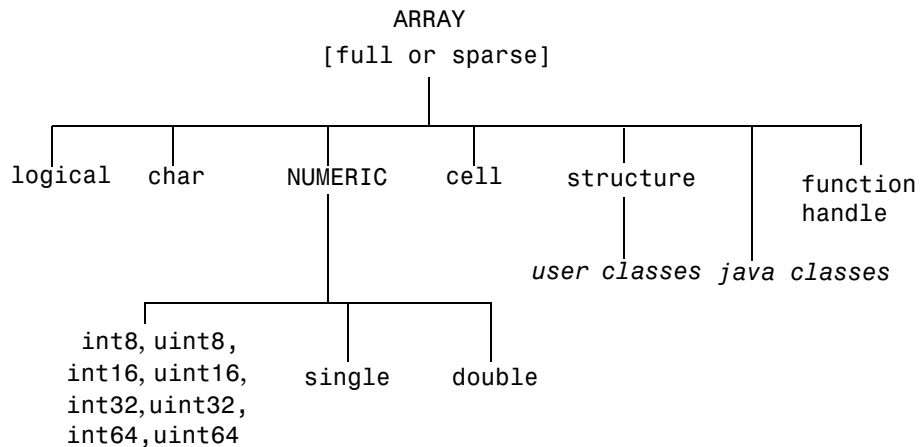 ARRAY
[full or sparse]
logical char NUMERIC cell structure function
handle
user classes java classes
int8, uint8,
int16, uint16,
int32,uint32,
int64,uint64
single double